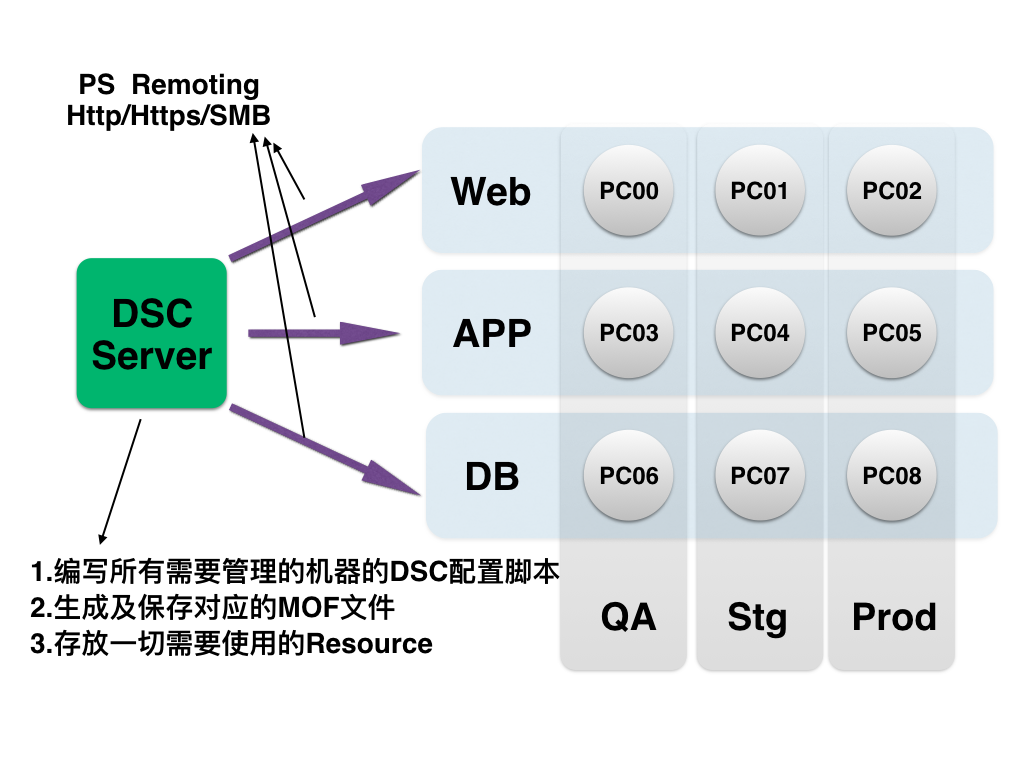 PS Remoting
Http/Https/SMB
Web
PC00
PC01
PC02
DSC
Server
APP
PC03
PC04
PC05
DB
PC06
PC07
PC08
1.编写所有需要管理的机器的DSC配置脚本
2.生成及保存对应的MOF文件
3.存放一切需要使用的Resource
QA
Stg
Prod